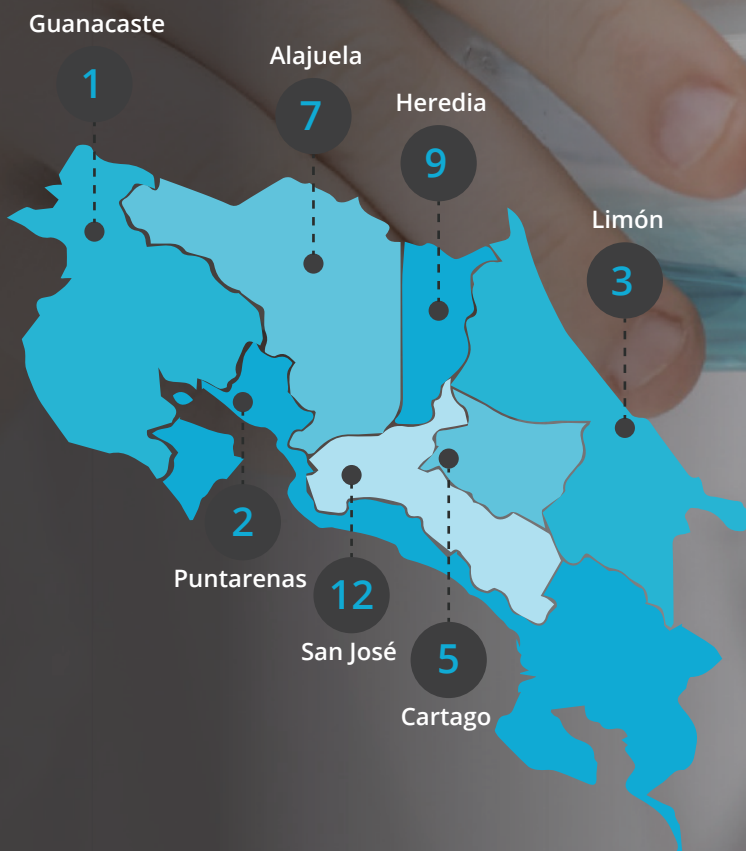 Guanacaste
1
Alajuela
7
Heredia
9
Limón
3
2
Puntarenas
12
San José
5
Cartago